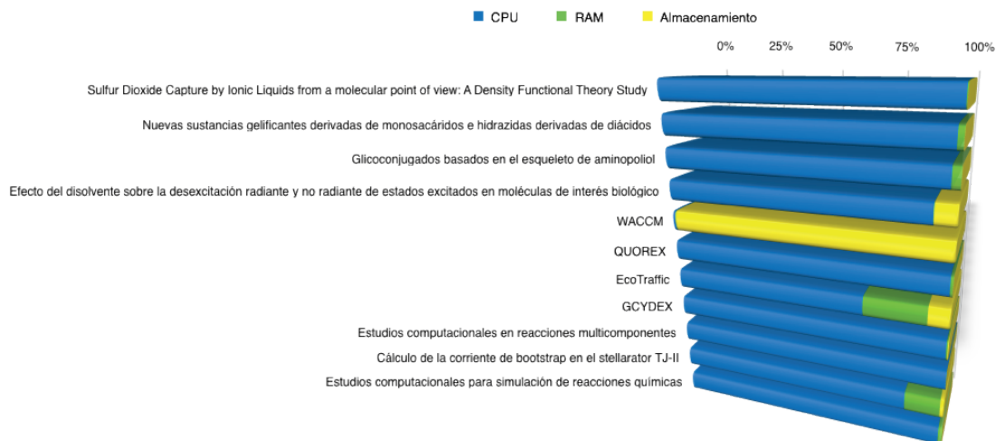 CPU RAM Almacenamiento
0% 25% 50% 75% 100%
Sulfur Dioxide Capture by Ionic Liquids from a molecular point of view: A Density Functional Theory Study
Nuevas sustancias gelificantes derivadas de monosacáridos e hidrazidas derivadas de diácidos
Glicoconjugados basados en el esqueleto de aminopoliol
Efecto del disolvente sobre la desexcitación radiante y no radiante de estados excitados en moléculas de interés biológico
WACCM
QUOREX
EcoTraffic
GCYDEX
Estudios computacionales en reacciones multicomponentes
Cálculo de la corriente de bootstrap en el stellarator TJ-II
Estudios computacionales para simulación de reacciones químicas